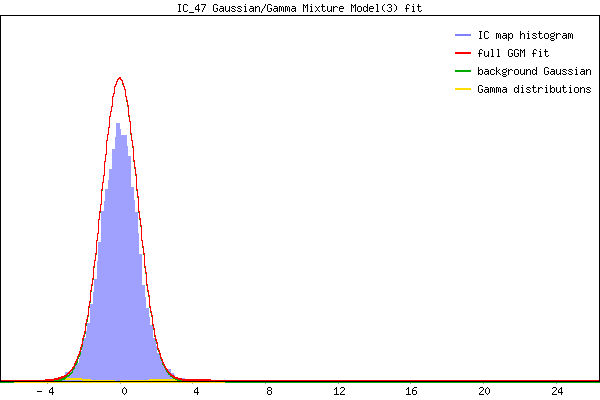 IC_47 Gaussian/Gamma Mixture Model(3) fit
IC map histogram
full GGM fit
background Gaussian
Gamma distributions
-4 0 4 8 12 16 20 24